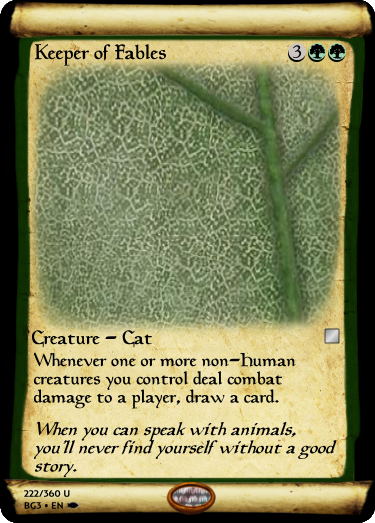 Keeper of Fables 3
Creature – Cat
Whenever one or more non-Human
creatures you control deal combat
damage to a player, draw a card.
When you can speak with animals,
you'll never find yourself without a good
story.
222/360 U
BG3 • EN